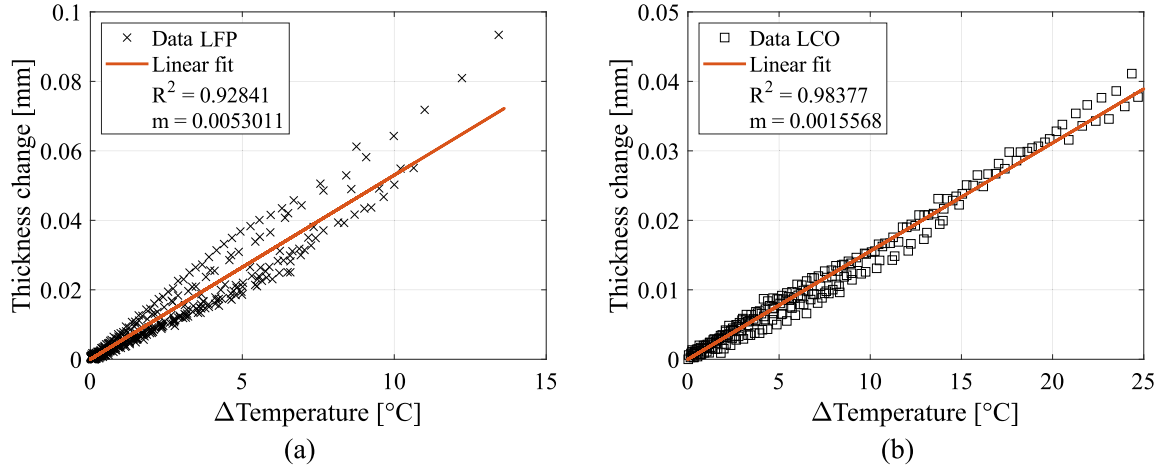 0.1
0.08
0.06
0.04
0.02
0
0
5
10
15
Thickness change [mm]
ΔTemperature [°C]
Data LFP
Linear fit
R² = 0.92841
m = 0.0053011
(a)
0.05
0.04
0.03
0.02
0.01
0
0
5
10
15
20
25
Thickness change [mm]
ΔTemperature [°C]
Data LCO
Linear fit
R² = 0.98377
m = 0.0015568
(b)